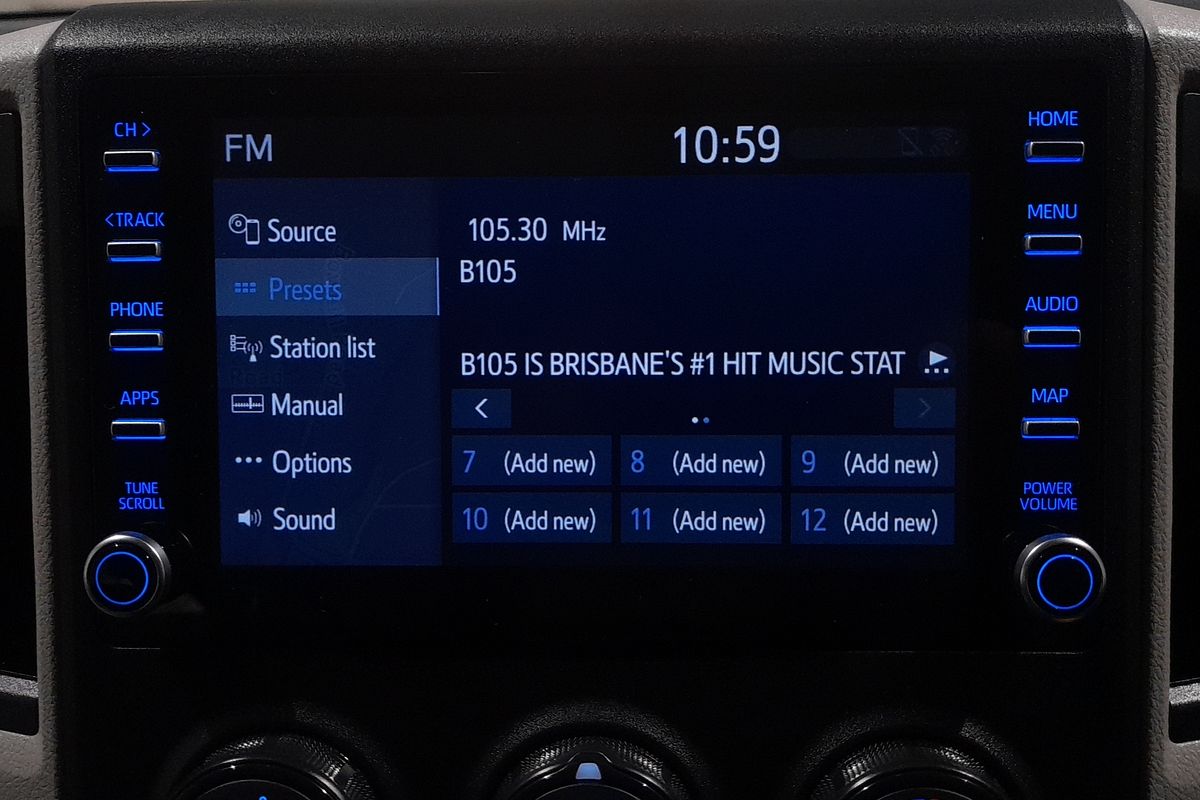 CH >
<TRACK
PHONE
APPS
TUNE
SCROLL
FM
10:59
Source
Presets
Station list
Manual
Options
Sound
105.30 MHz
B105
B105 IS BRISBANE'S #1 HIT MUSIC STAT
7 (Add new)
8 (Add new)
9 (Add new)
10 (Add new)
11 (Add new)
12 (Add new)
HOME
MENU
AUDIO
MAP
POWER
VOLUME